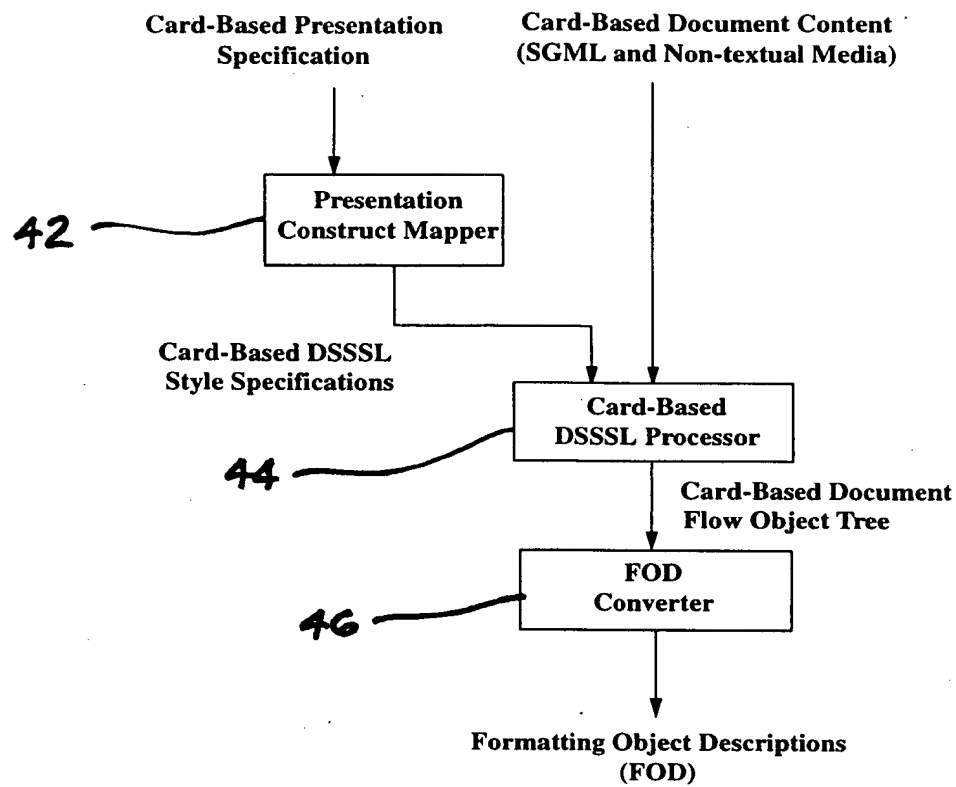 Card-Based Presentation
Specification
Card-Based Document Content
(SGML and Non-textual Media)
Presentation
Construct Mapper
42
Card-Based DSSSL
Style Specifications
Card-Based
DSSSL Processor
44
Card-Based Document
Flow Object Tree
FOD
Converter
46
Formatting Object Descriptions
(FOD)